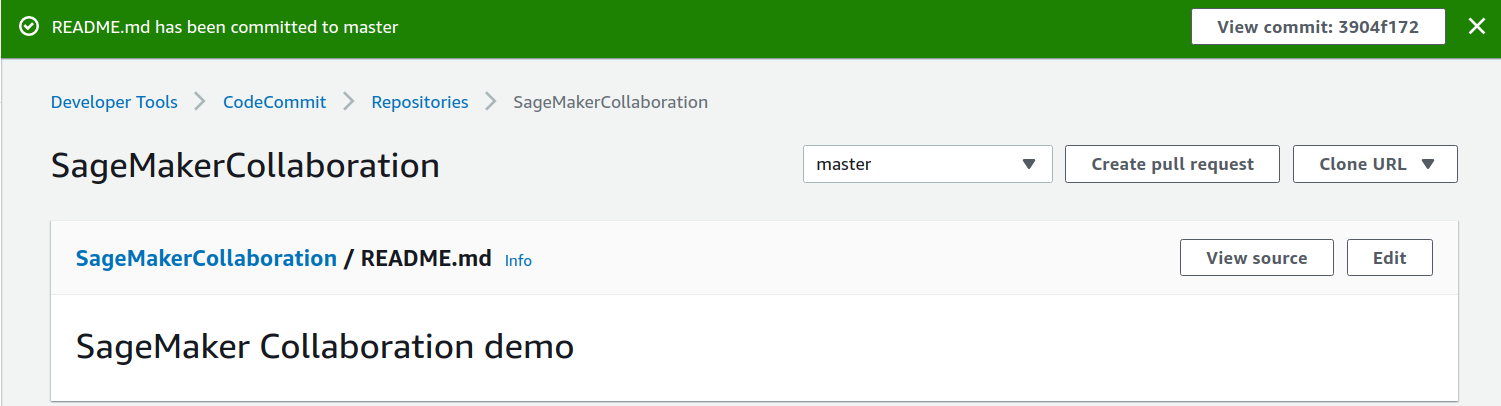 README.md has been committed to master View commit: 3904f172
Developer Tools CodeCommit Repositories SageMakerCollaboration
SageMakerCollaboration master Create pull request Clone URL
SageMakerCollaboration / README.md Info View source Edit
SageMaker Collaboration demo